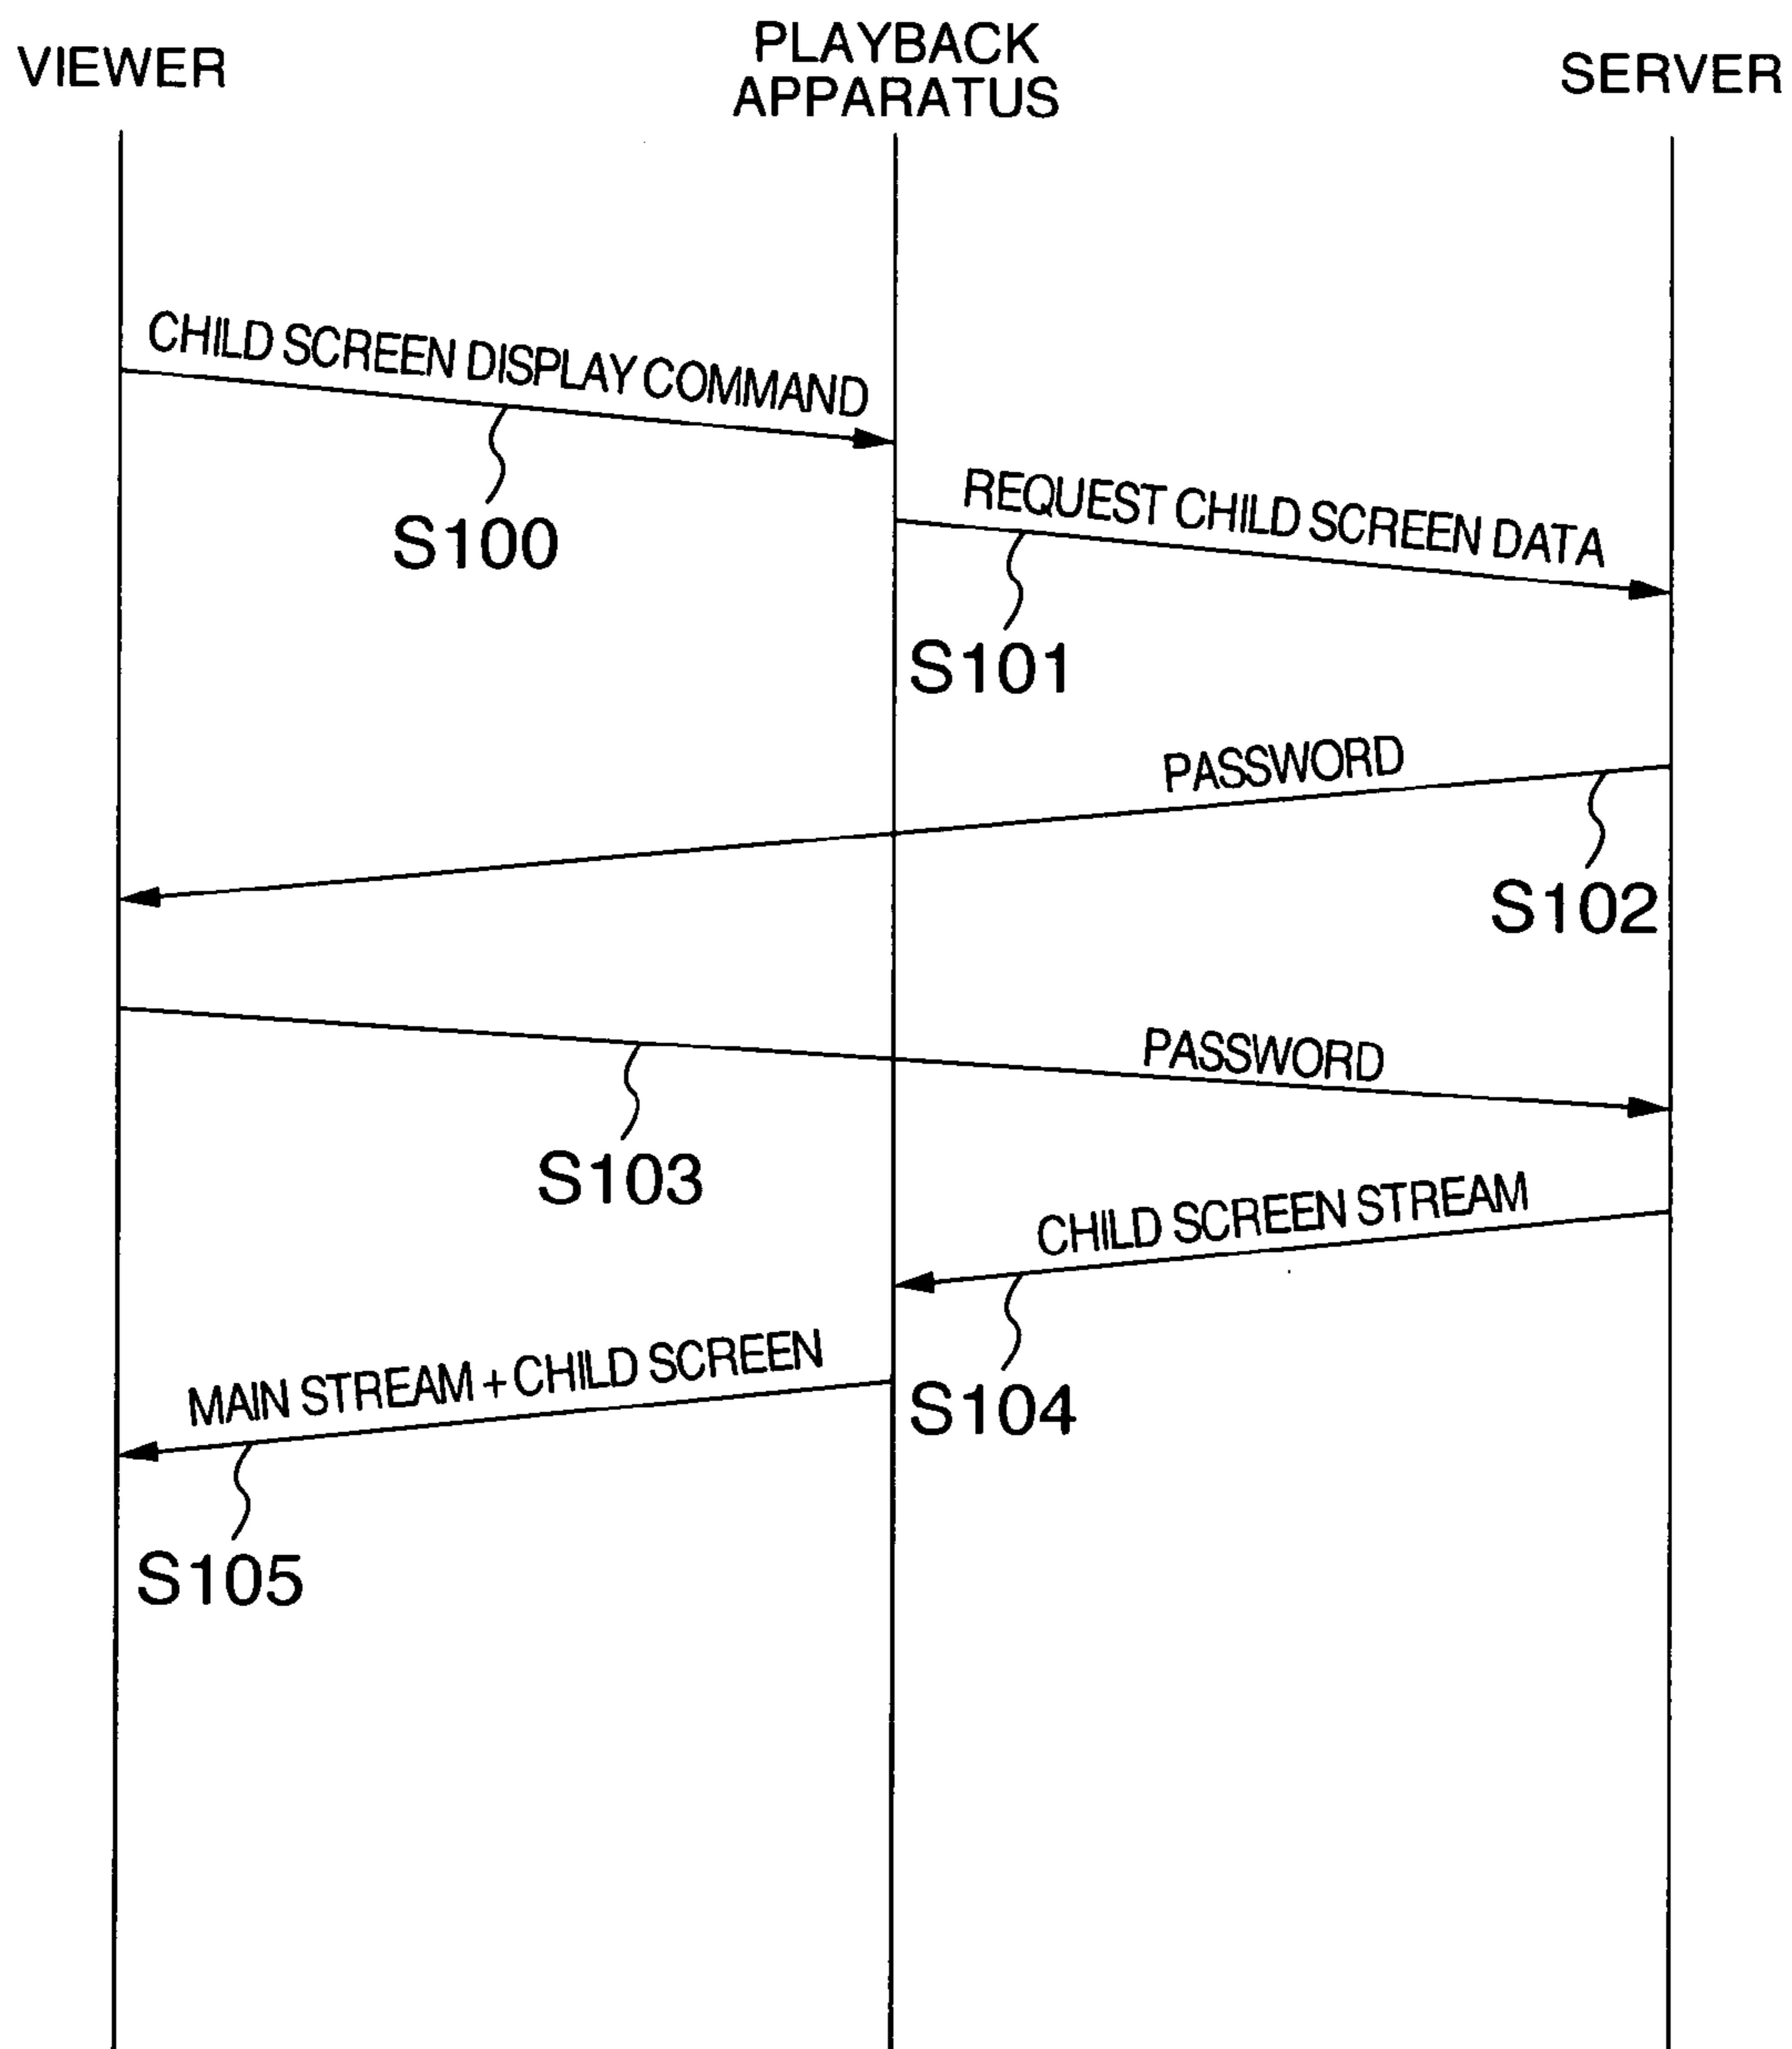 VIEWER
PLAYBACK
APPARATUS
SERVER
CHILD SCREEN DISPLAY COMMAND
S100
REQUEST CHILD SCREEN DATA
S101
PASSWORD
S102
PASSWORD
S103
CHILD SCREEN STREAM
S104
MAIN STREAM + CHILD SCREEN
S105